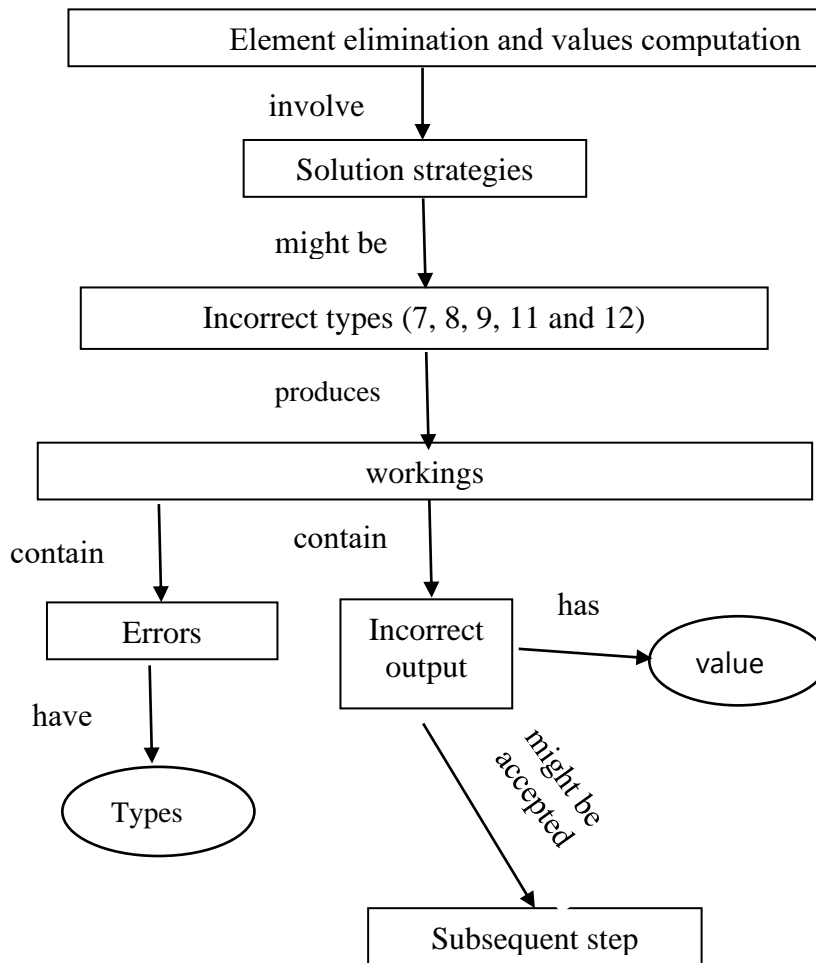 Element elimination and values computation
involve
Solution strategies
might be
Incorrect types (7, 8, 9, 11 and 12)
produces
workings
contain
contain
Errors
Incorrect
output
has
value
have
Types
might be
accepted
Subsequent step